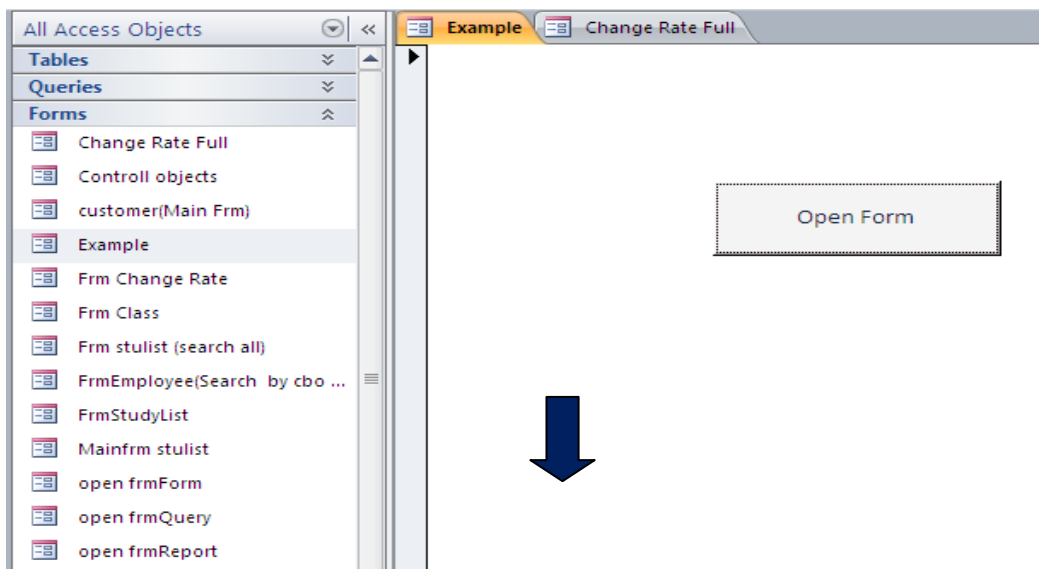 All Access Objects
Tables
Queries
Forms
Change Rate Full
Controll objects
customer(Main Frm)
Example
Frm Change Rate
Frm Class
Frm stulist (search all)
FrmEmployee(Search by cbo ...
FrmStudyList
Mainfrm stulist
open frmForm
open frmQuery
open frmReport
Example
Change Rate Full
Open Form